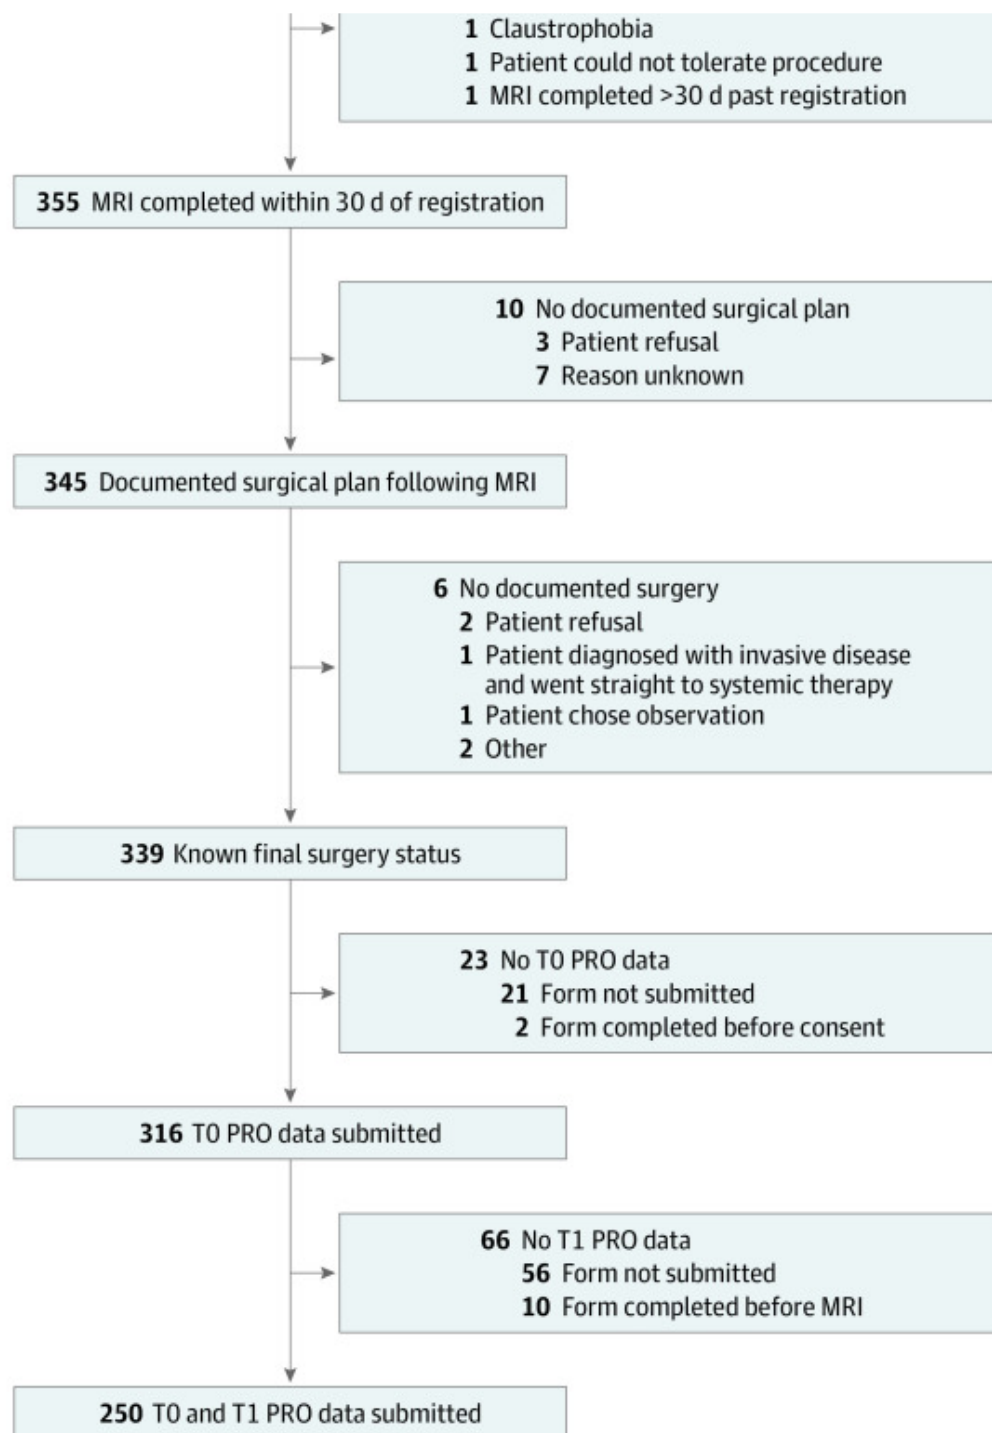 1 Claustrophobia
1 Patient could not tolerate procedure
1 MRI completed >30 d past registration
355 MRI completed within 30 d of registration
10 No documented surgical plan
3 Patient refusal
7 Reason unknown
345 Documented surgical plan following MRI
6 No documented surgery
2 Patient refusal
1 Patient diagnosed with invasive disease
and went straight to systemic therapy
1 Patient chose observation
2 Other
339 Known final surgery status
23 No T0 PRO data
21 Form not submitted
2 Form completed before consent
316 T0 PRO data submitted
66 No T1 PRO data
56 Form not submitted
10 Form completed before MRI
250 T0 and T1 PRO data submitted